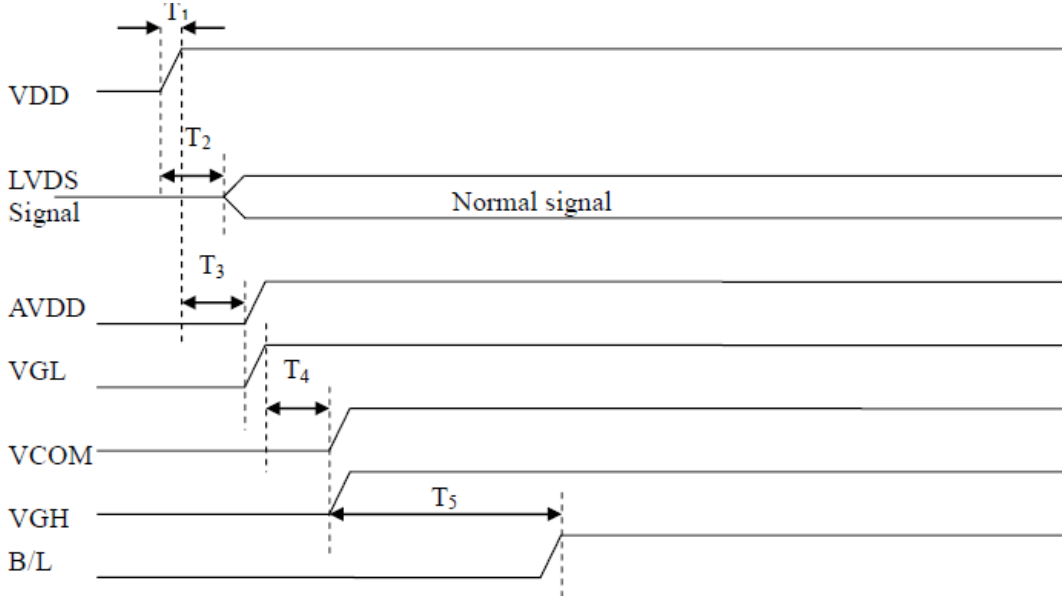 T₁
VDD
T₂
LVDS
Signal
Normal signal
T₃
AVDD
VGL
T₄
VCOM
T₅
VGH
B/L